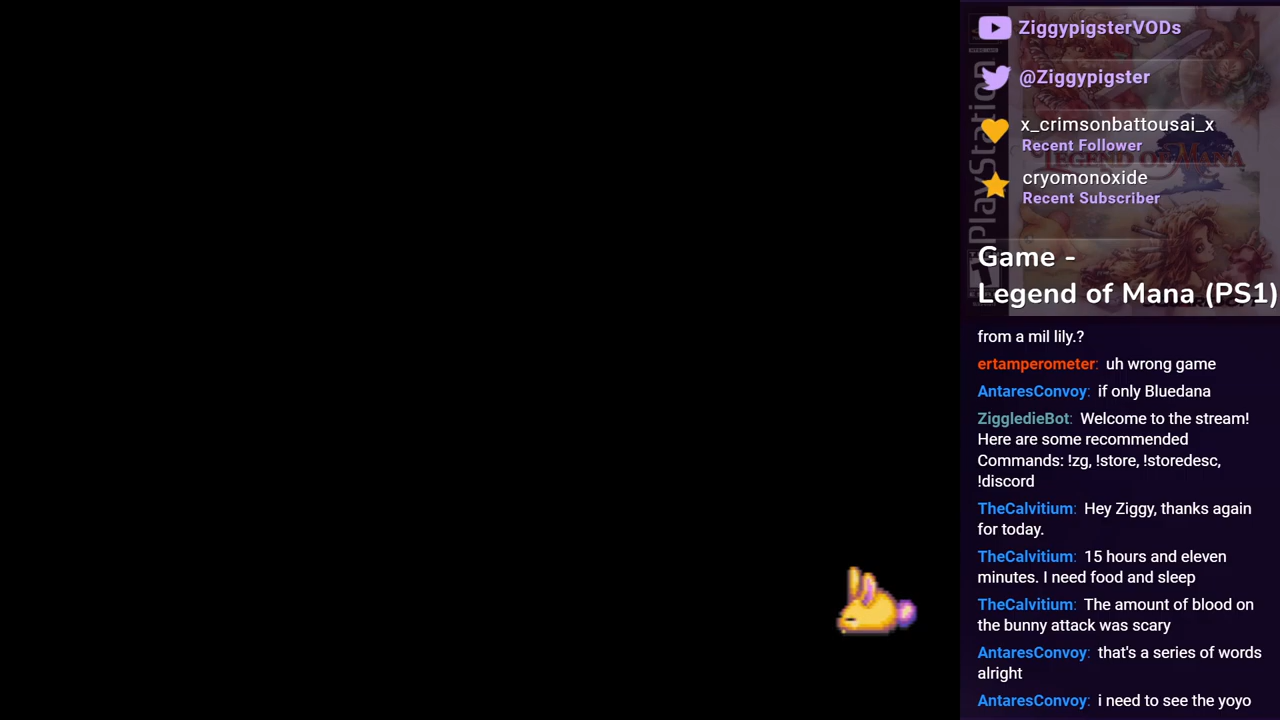 ZiggypigsterVODs
@Ziggypigster
x_crimsonbattousai_x
Recent Follower
cryomonoxide
Recent Subscriber
PlayStation
LEGEND OF MANA
Game -
Legend of Mana (PS1)
from a mil lily.?
ertamperometer: uh wrong game
AntaresConvoy: if only Bluedana
ZiggledieBot: Welcome to the stream!
Here are some recommended
Commands: !zg, !store, !storedesc,
!discord
TheCalvitium: Hey Ziggy, thanks again
for today.
TheCalvitium: 15 hours and eleven
minutes. I need food and sleep
TheCalvitium: The amount of blood on
the bunny attack was scary
AntaresConvoy: that's a series of words
alright
AntaresConvoy: i need to see the yoyo